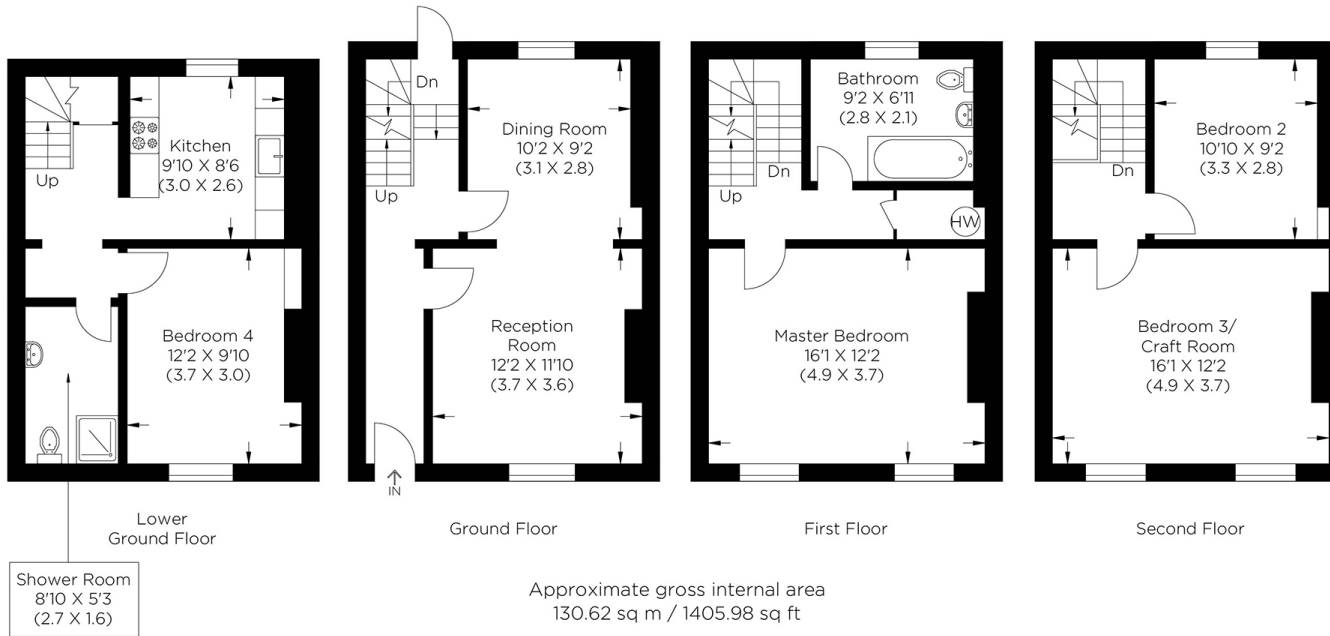 Up
Kitchen
9'10 X 8'6
(3.0 X 2.6)
Bedroom 4
12'2 X 9'10
(3.7 X 3.0)
Lower
Ground Floor
Shower Room
8'10 X 5'3
(2.7 X 1.6)
Dn
Up
Dining Room
10'2 X 9'2
(3.1 X 2.8)
Reception
Room
12'2 X 11'10
(3.7 X 3.6)
IN
Ground Floor
Bathroom
9'2 X 6'11
(2.8 X 2.1)
Dn
Up
HW
Master Bedroom
16'1 X 12'2
(4.9 X 3.7)
First Floor
Bedroom 2
10'10 X 9'2
(3.3 X 2.8)
Dn
Bedroom 3/
Craft Room
16'1 X 12'2
(4.9 X 3.7)
Second Floor
Approximate gross internal area
130.62 sq m / 1405.98 sq ft